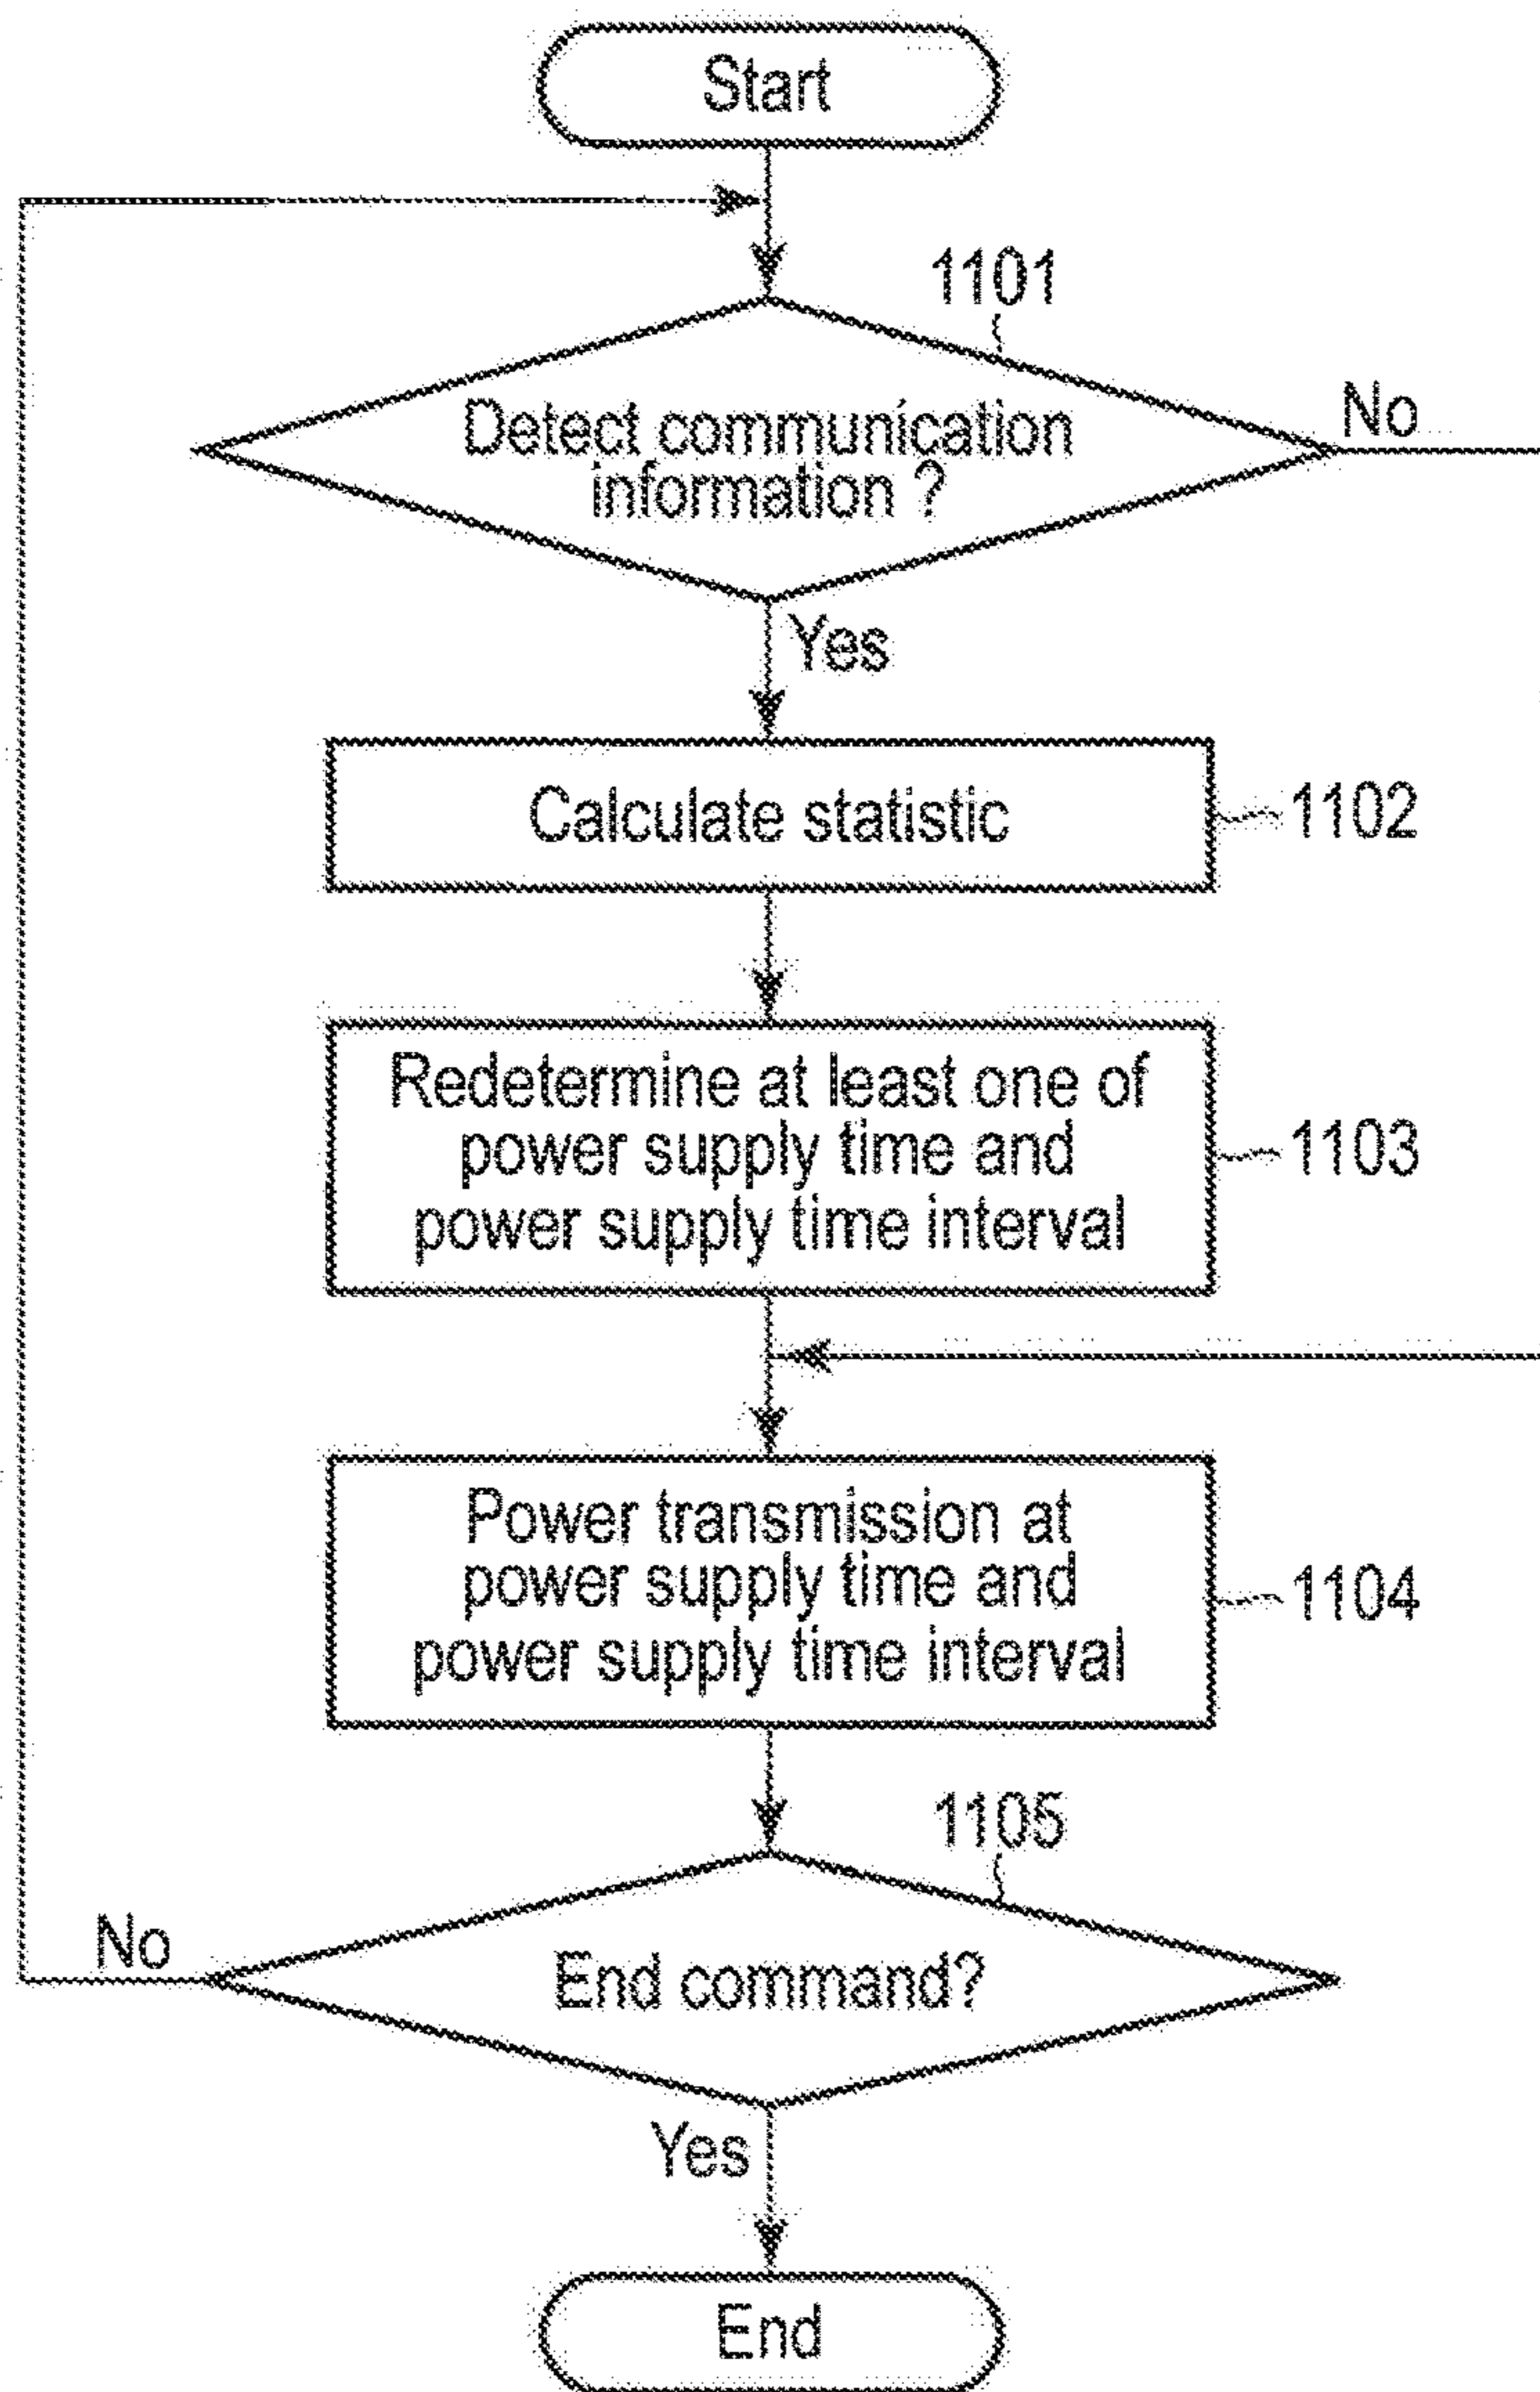 Start
1101
Detect communication
information ?
No
Yes
Calculate statistic
1102
Redetermine at least one of
power supply time and
power supply time interval
1103
Power transmission at
power supply time and
power supply time interval
1104
1105
End command?
No
Yes
End